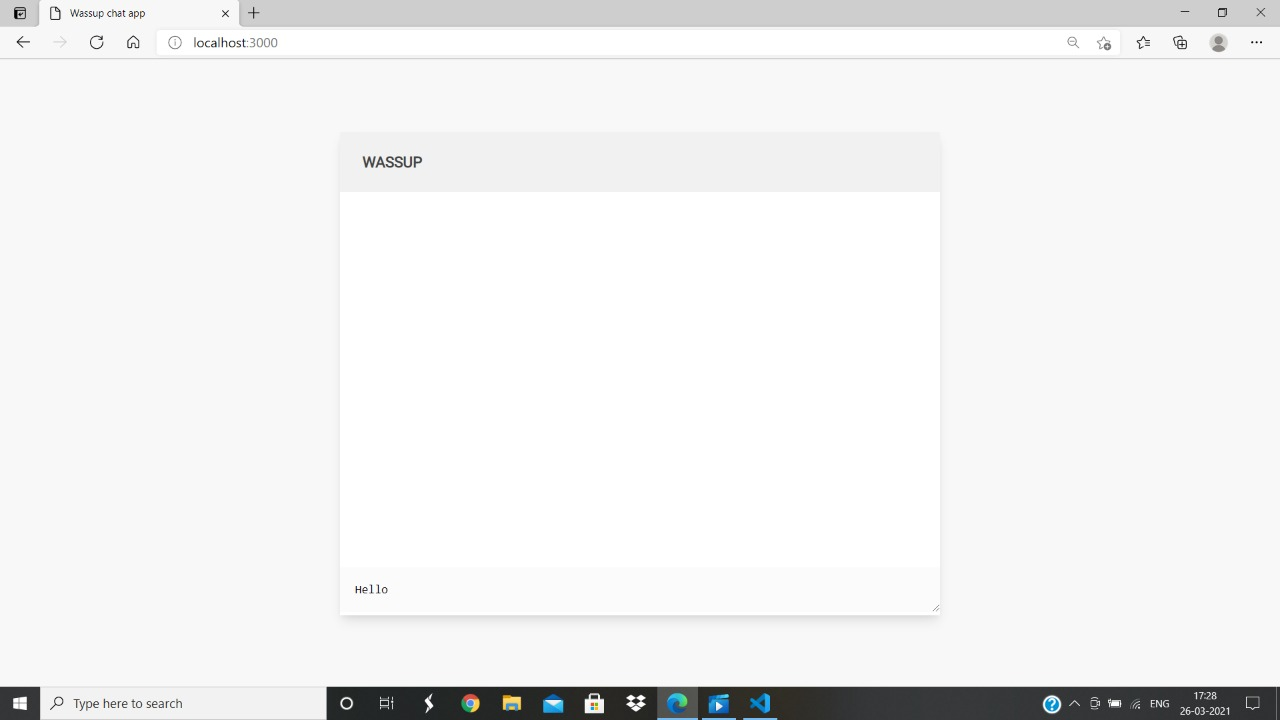 Wassup chat app
localhost:3000
WASSUP
Hello
Type here to search
ENG
17:28
26-03-2021